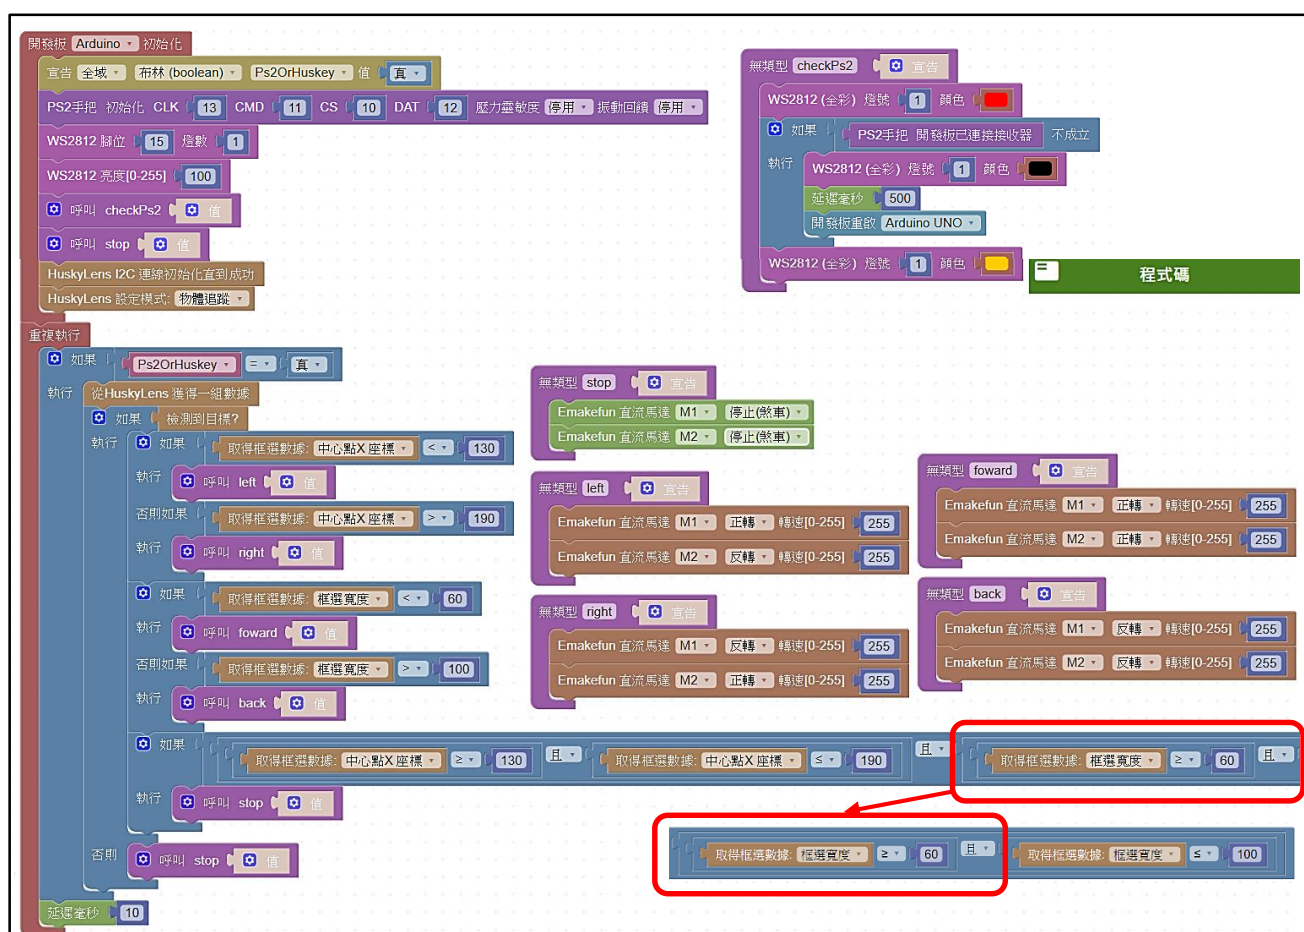 開發板 Arduino 初始化
宣告 全域 布林 (boolean) Ps2OrHuskey 值 真
PS2手把 初始化 CLK 13 CMD 11 CS 10 DAT 12 壓力靈敏度 停用 振動回饋 停用
WS2812 腳位 15 燈數 1
WS2812 亮度[0-255] 100
呼叫 checkPs2 值
呼叫 stop 值
HuskyLens I2C 連線初始化直到成功
HuskyLens 設定模式: 物體追蹤
重複執行
如果 Ps2OrHuskey = 真
執行 從HuskyLens 獲得一組數據
如果 檢測到目標?
執行 如果 取得框選數據: 中心點X 座標 < 130
執行 呼叫 left 值
否則如果 取得框選數據: 中心點X 座標 > 190
執行 呼叫 right 值
如果 取得框選數據: 框選寬度 < 60
執行 呼叫 foward 值
否則如果 取得框選數據: 框選寬度 > 100
執行 呼叫 back 值
如果 取得框選數據: 中心點X 座標 ≥ 130 且 取得框選數據: 中心點X 座標 ≤ 190 且 取得框選數據: 框選寬度 ≥ 60 且
執行 呼叫 stop 值
否則 呼叫 stop 值
延遲毫秒 10
無類型 checkPs2 宣告
WS2812 (全彩) 燈號 1 顏色
如果 PS2手把 開發板已連接接收器 不成立
執行 WS2812 (全彩) 燈號 1 顏色
延遲毫秒 500
開發板重啟 Arduino UNO
WS2812 (全彩) 燈號 1 顏色
程式碼
無類型 stop 宣告
Emakefun 直流馬達 M1 停止(煞車)
Emakefun 直流馬達 M2 停止(煞車)
無類型 left 宣告
Emakefun 直流馬達 M1 正轉 轉速[0-255] 255
Emakefun 直流馬達 M2 反轉 轉速[0-255] 255
無類型 right 宣告
Emakefun 直流馬達 M1 反轉 轉速[0-255] 255
Emakefun 直流馬達 M2 正轉 轉速[0-255] 255
無類型 foward 宣告
Emakefun 直流馬達 M1 正轉 轉速[0-255] 255
Emakefun 直流馬達 M2 正轉 轉速[0-255] 255
無類型 back 宣告
Emakefun 直流馬達 M1 反轉 轉速[0-255] 255
Emakefun 直流馬達 M2 反轉 轉速[0-255] 255
取得框選數據: 框選寬度 ≥ 60 且 取得框選數據: 框選寬度 ≤ 100